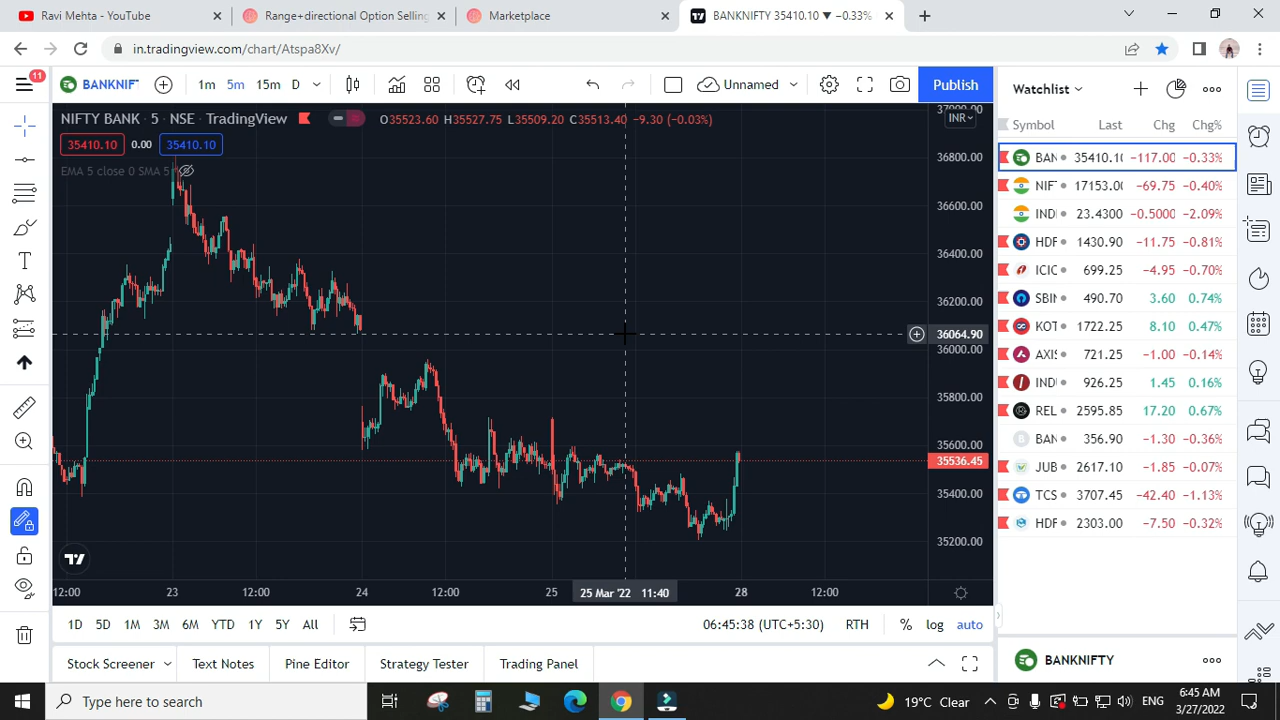 Ravi Mehta - YouTube
Range+directional Option Selling
Marketplace
BANKNIFTY 35410.10 ▼ −0.33%
in.tradingview.com/chart/Atspa8Xv/
11
BANKNIF
1m 5m 15m D
Unnamed
Publish
NIFTY BANK · 5 · NSE · TradingView
O35523.60 H35527.75 L35509.20 C35513.40 −9.30 (−0.03%)
35410.10 0.00 35410.10
EMA 5 close 0 SMA 5
INR
37000.00
36800.00
36600.00
36400.00
36200.00
36064.90
36000.00
35800.00
35600.00
35536.45
35400.00
35200.00
12:00 23 12:00 24 12:00 25 25 Mar '22 11:40 28 12:00
1D 5D 1M 3M 6M YTD 1Y 5Y All
06:45:38 (UTC+5:30) RTH % log auto
Stock Screener Text Notes Pine Editor Strategy Tester Trading Panel
Watchlist
Symbol Last Chg Chg%
BAN 35410.10 −117.00 −0.33%
NIF 17153.00 −69.75 −0.40%
INDI 23.4300 −0.5000 −2.09%
HDF 1430.90 −11.75 −0.81%
ICIC 699.25 −4.95 −0.70%
SBIN 490.70 3.60 0.74%
KOT 1722.25 8.10 0.47%
AXIS 721.25 −1.00 −0.14%
IND 926.25 1.45 0.16%
REL 2595.85 17.20 0.67%
BAN 356.90 −1.30 −0.36%
JUB 2617.10 −1.85 −0.07%
TCS 3707.45 −42.40 −1.13%
HDF 2303.00 −7.50 −0.32%
BANKNIFTY
Type here to search
19°C Clear
ENG
6:45 AM
3/27/2022